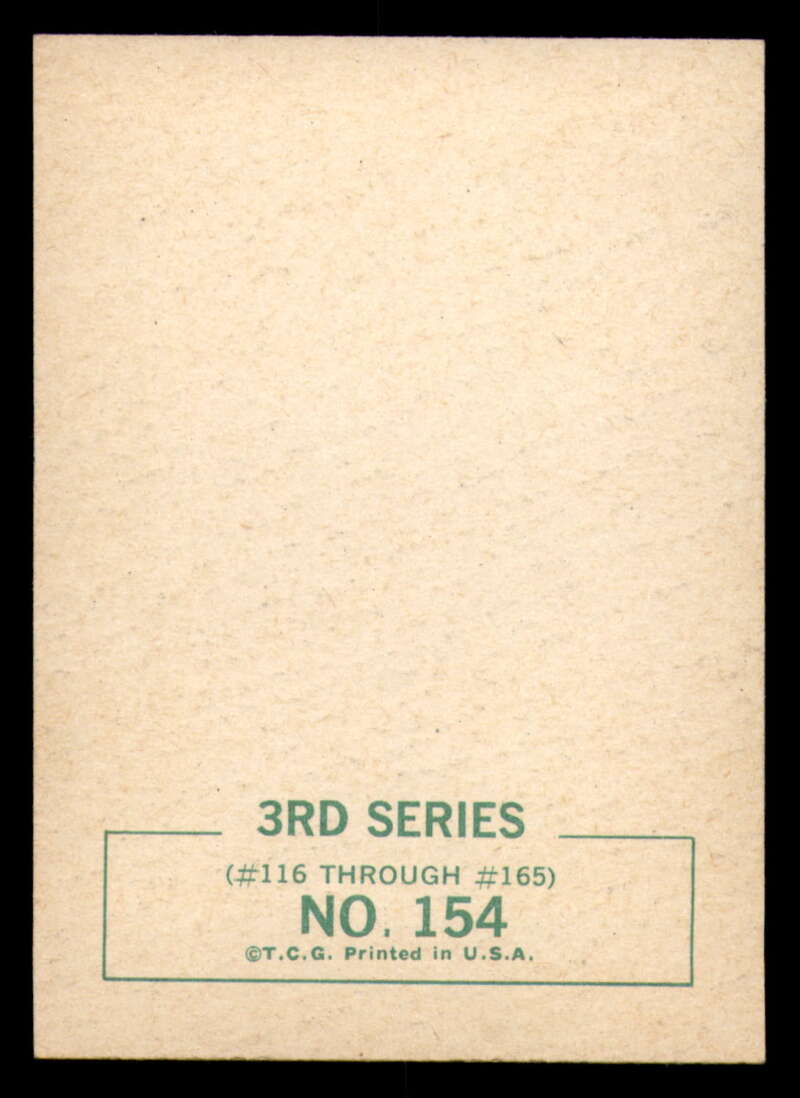 3RD SERIES
(#116 THROUGH #165)
NO. 154
©T.C.G. Printed in U.S.A.